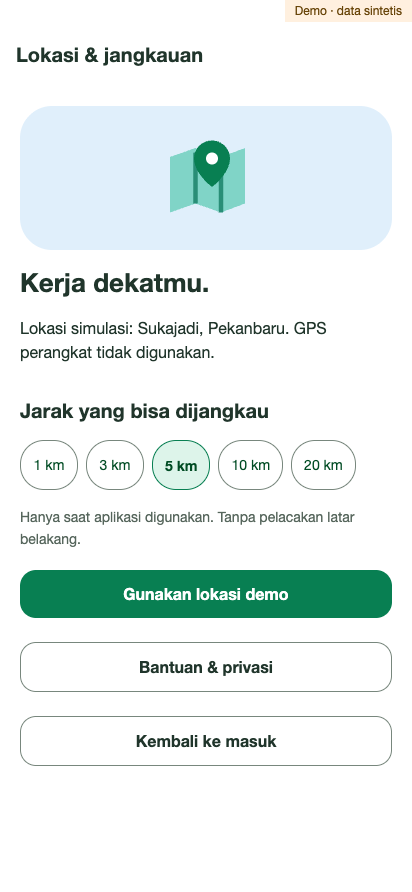 Demo · data sintetis
Lokasi & jangkauan
Kerja dekatmu.
Lokasi simulasi: Sukajadi, Pekanbaru. GPS
perangkat tidak digunakan.
Jarak yang bisa dijangkau
1 km
3 km
5 km
10 km
20 km
Hanya saat aplikasi digunakan. Tanpa pelacakan latar
belakang.
Gunakan lokasi demo
Bantuan & privasi
Kembali ke masuk